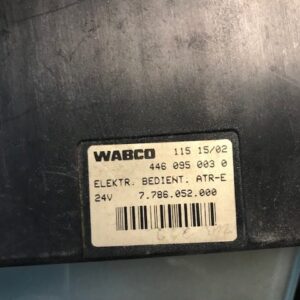 WABCO 115 15/02
446 095 003 0
ELEKTR. BEDIENT. ATR-E
24V 7.786.052.000